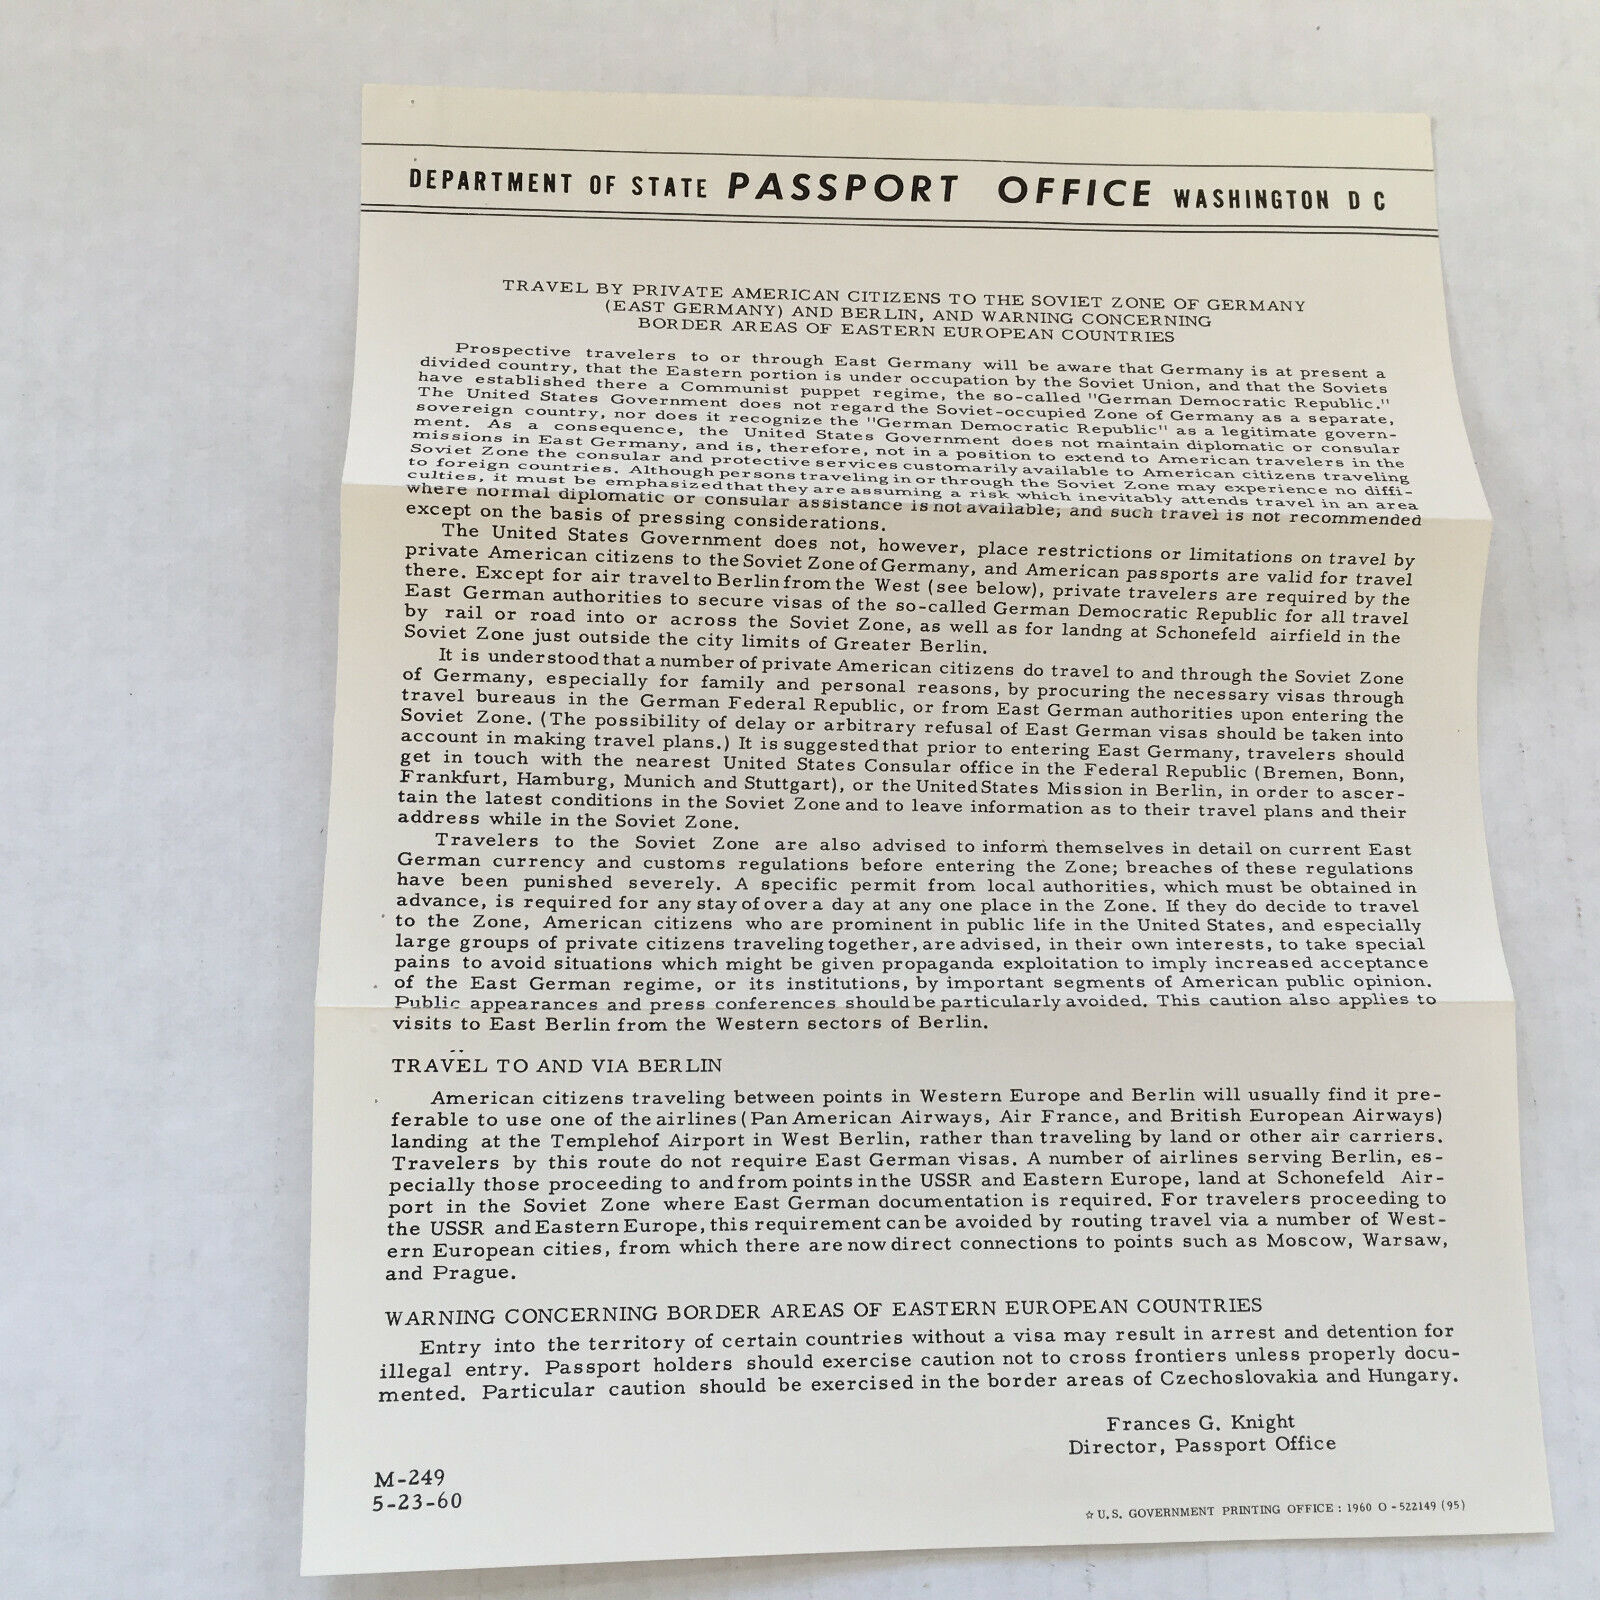 DEPARTMENT OF STATE PASSPORT OFFICE WASHINGTON D C
TRAVEL BY PRIVATE AMERICAN CITIZENS TO THE SOVIET ZONE OF GERMANY
(EAST GERMANY) AND BERLIN, AND WARNING CONCERNING
BORDER AREAS OF EASTERN EUROPEAN COUNTRIES
Prospective travelers to or through East Germany will be aware that Germany is at present a
divided country, that the Eastern portion is under occupation by the Soviet Union, and that the Soviets
have established there a Communist puppet regime, the so-called "German Democratic Republic."
The United States Government does not regard the Soviet-occupied Zone of Germany as a separate,
sovereign country, nor does it recognize the "German Democratic Republic" as a legitimate govern-
ment. As a consequence, the United States Government does not maintain diplomatic or consular
missions in East Germany, and is, therefore, not in a position to extend to American travelers in the
Soviet Zone the consular and protective services customarily available to American citizens traveling
to foreign countries. Although persons traveling in or through the Soviet Zone may experience no diffi-
culties, it must be emphasized that they are assuming a risk which inevitably attends travel in an area
where normal diplomatic or consular assistance is not available, and such travel is not recommended
except on the basis of pressing considerations.
The United States Government does not, however, place restrictions or limitations on travel by
private American citizens to the Soviet Zone of Germany, and American passports are valid for travel
there. Except for air travel to Berlin from the West (see below), private travelers are required by the
East German authorities to secure visas of the so-called German Democratic Republic for all travel
by rail or road into or across the Soviet Zone, as well as for landng at Schonefeld airfield in the
Soviet Zone just outside the city limits of Greater Berlin.
It is understood that a number of private American citizens do travel to and through the Soviet Zone
of Germany, especially for family and personal reasons, by procuring the necessary visas through
travel bureaus in the German Federal Republic, or from East German authorities upon entering the
Soviet Zone. (The possibility of delay or arbitrary refusal of East German visas should be taken into
account in making travel plans.) It is suggested that prior to entering East Germany, travelers should
get in touch with the nearest United States Consular office in the Federal Republic (Bremen, Bonn,
Frankfurt, Hamburg, Munich and Stuttgart), or the United States Mission in Berlin, in order to ascer-
tain the latest conditions in the Soviet Zone and to leave information as to their travel plans and their
address while in the Soviet Zone.
Travelers to the Soviet Zone are also advised to inform themselves in detail on current East
German currency and customs regulations before entering the Zone; breaches of these regulations
have been punished severely. A specific permit from local authorities, which must be obtained in
advance, is required for any stay of over a day at any one place in the Zone. If they do decide to travel
to the Zone, American citizens who are prominent in public life in the United States, and especially
large groups of private citizens traveling together, are advised, in their own interests, to take special
pains to avoid situations which might be given propaganda exploitation to imply increased acceptance
of the East German regime, or its institutions, by important segments of American public opinion.
Public appearances and press conferences should be particularly avoided. This caution also applies to
visits to East Berlin from the Western sectors of Berlin.
TRAVEL TO AND VIA BERLIN
American citizens traveling between points in Western Europe and Berlin will usually find it pre-
ferable to use one of the airlines (Pan American Airways, Air France, and British European Airways)
landing at the Templehof Airport in West Berlin, rather than traveling by land or other air carriers.
Travelers by this route do not require East German visas. A number of airlines serving Berlin, es-
pecially those proceeding to and from points in the USSR and Eastern Europe, land at Schonefeld Air-
port in the Soviet Zone where East German documentation is required. For travelers proceeding to
the USSR and Eastern Europe, this requirement can be avoided by routing travel via a number of West-
ern European cities, from which there are now direct connections to points such as Moscow, Warsaw,
and Prague.
WARNING CONCERNING BORDER AREAS OF EASTERN EUROPEAN COUNTRIES
Entry into the territory of certain countries without a visa may result in arrest and detention for
illegal entry. Passport holders should exercise caution not to cross frontiers unless properly docu-
mented. Particular caution should be exercised in the border areas of Czechoslovakia and Hungary.
Frances G. Knight
Director, Passport Office
M-249
5-23-60
☆ U.S. GOVERNMENT PRINTING OFFICE : 1960 O - 522149 (95)